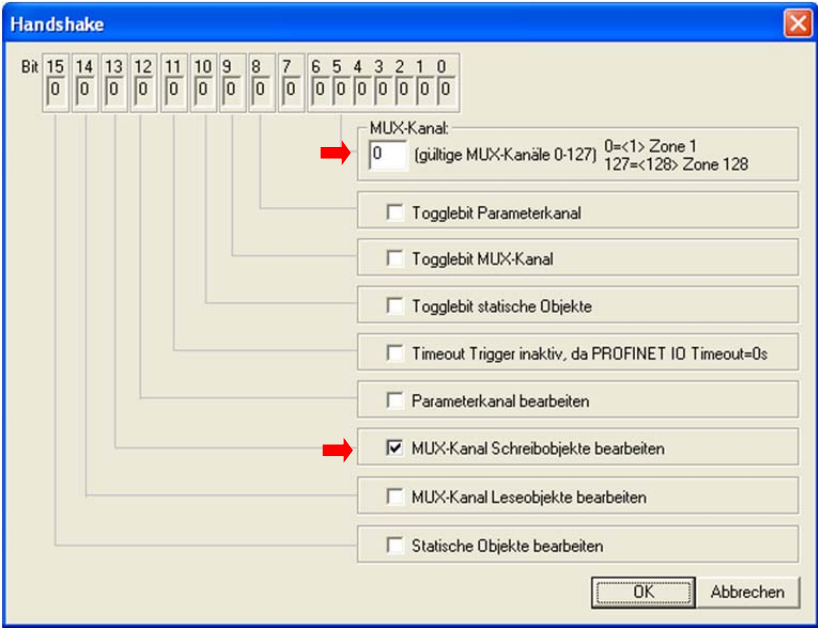 Handshake
Bit 15 14 13 12 11 10 9 8 7 6 5 4 3 2 1 0
0 0 0 0 0 0 0 0 0 0 0 0 0 0 0 0
MUX-Kanal:
0 (gültige MUX-Kanäle 0-127) 0=<1> Zone 1
127=<128> Zone 128
Togglebit Parameterkanal
Togglebit MUX-Kanal
Togglebit statische Objekte
Timeout Trigger inaktiv, da PROFINET IO Timeout=0s
Parameterkanal bearbeiten
MUX-Kanal Schreibobjekte bearbeiten
MUX-Kanal Leseobjekte bearbeiten
Statische Objekte bearbeiten
OK Abbrechen